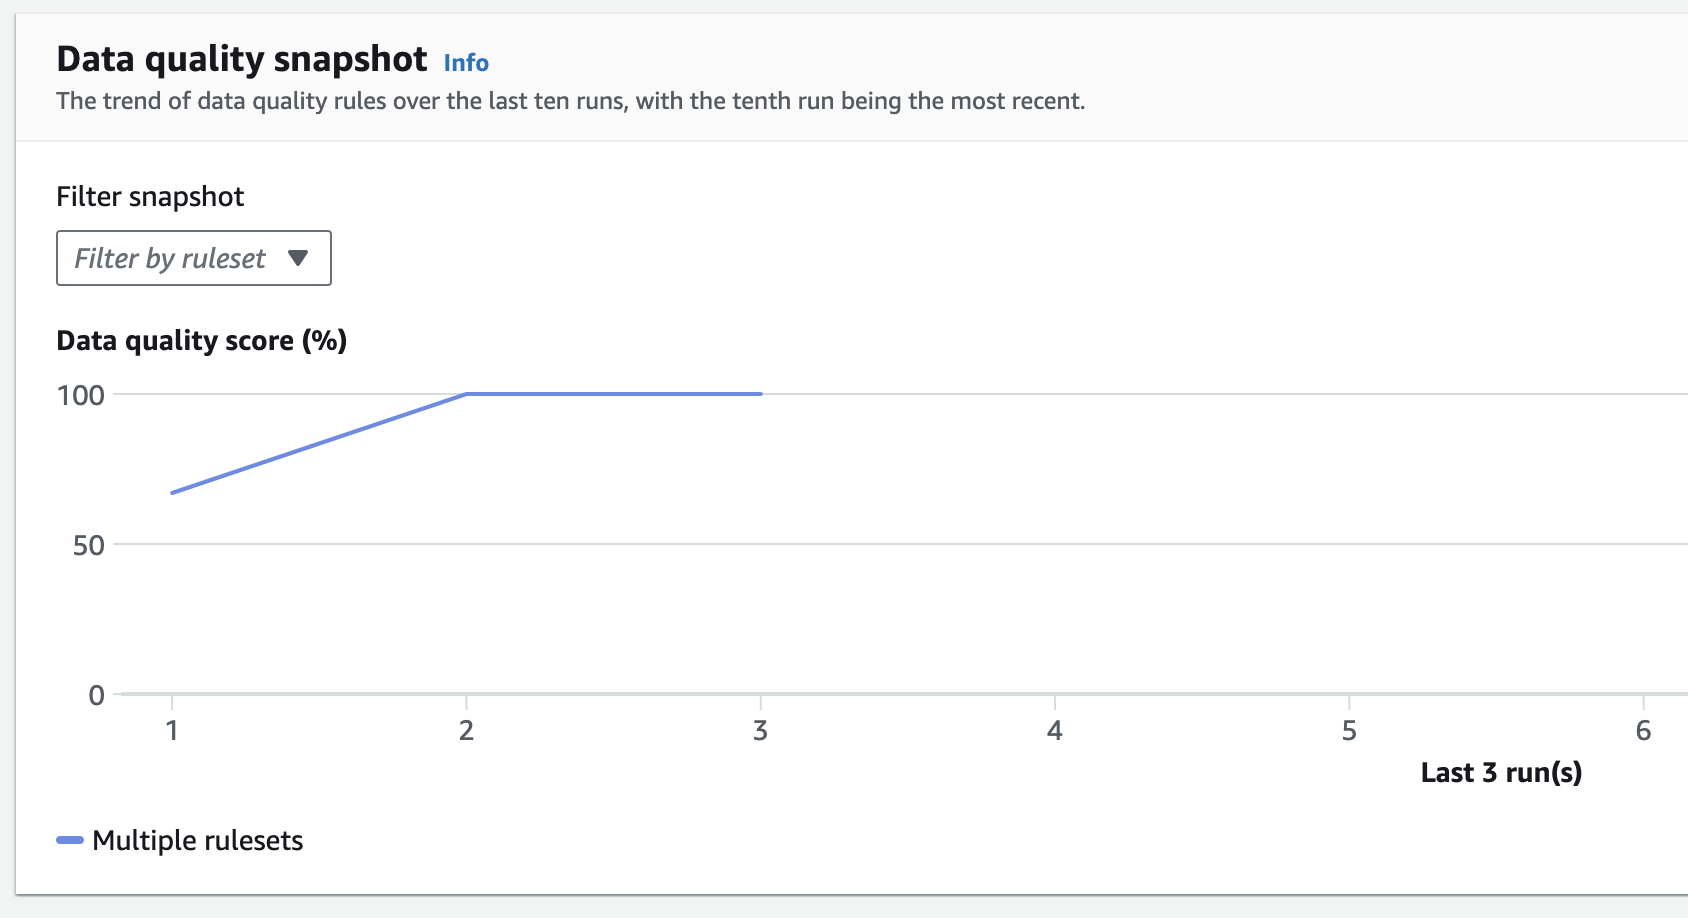 Data quality snapshot Info
The trend of data quality rules over the last ten runs, with the tenth run being the most recent.
Filter snapshot
Filter by ruleset
Data quality score (%)
100
50
0
1 2 3 4 5 6
Last 3 run(s)
Multiple rulesets